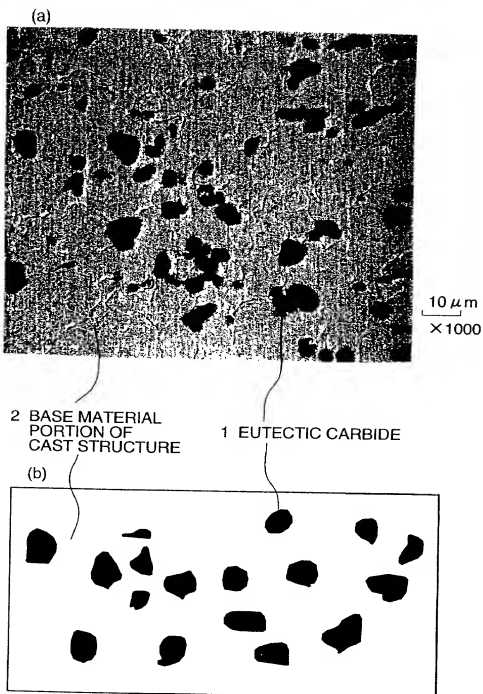 (a)
10 μm
×1000
2 BASE MATERIAL
PORTION OF
CAST STRUCTURE
1 EUTECTIC CARBIDE
(b)